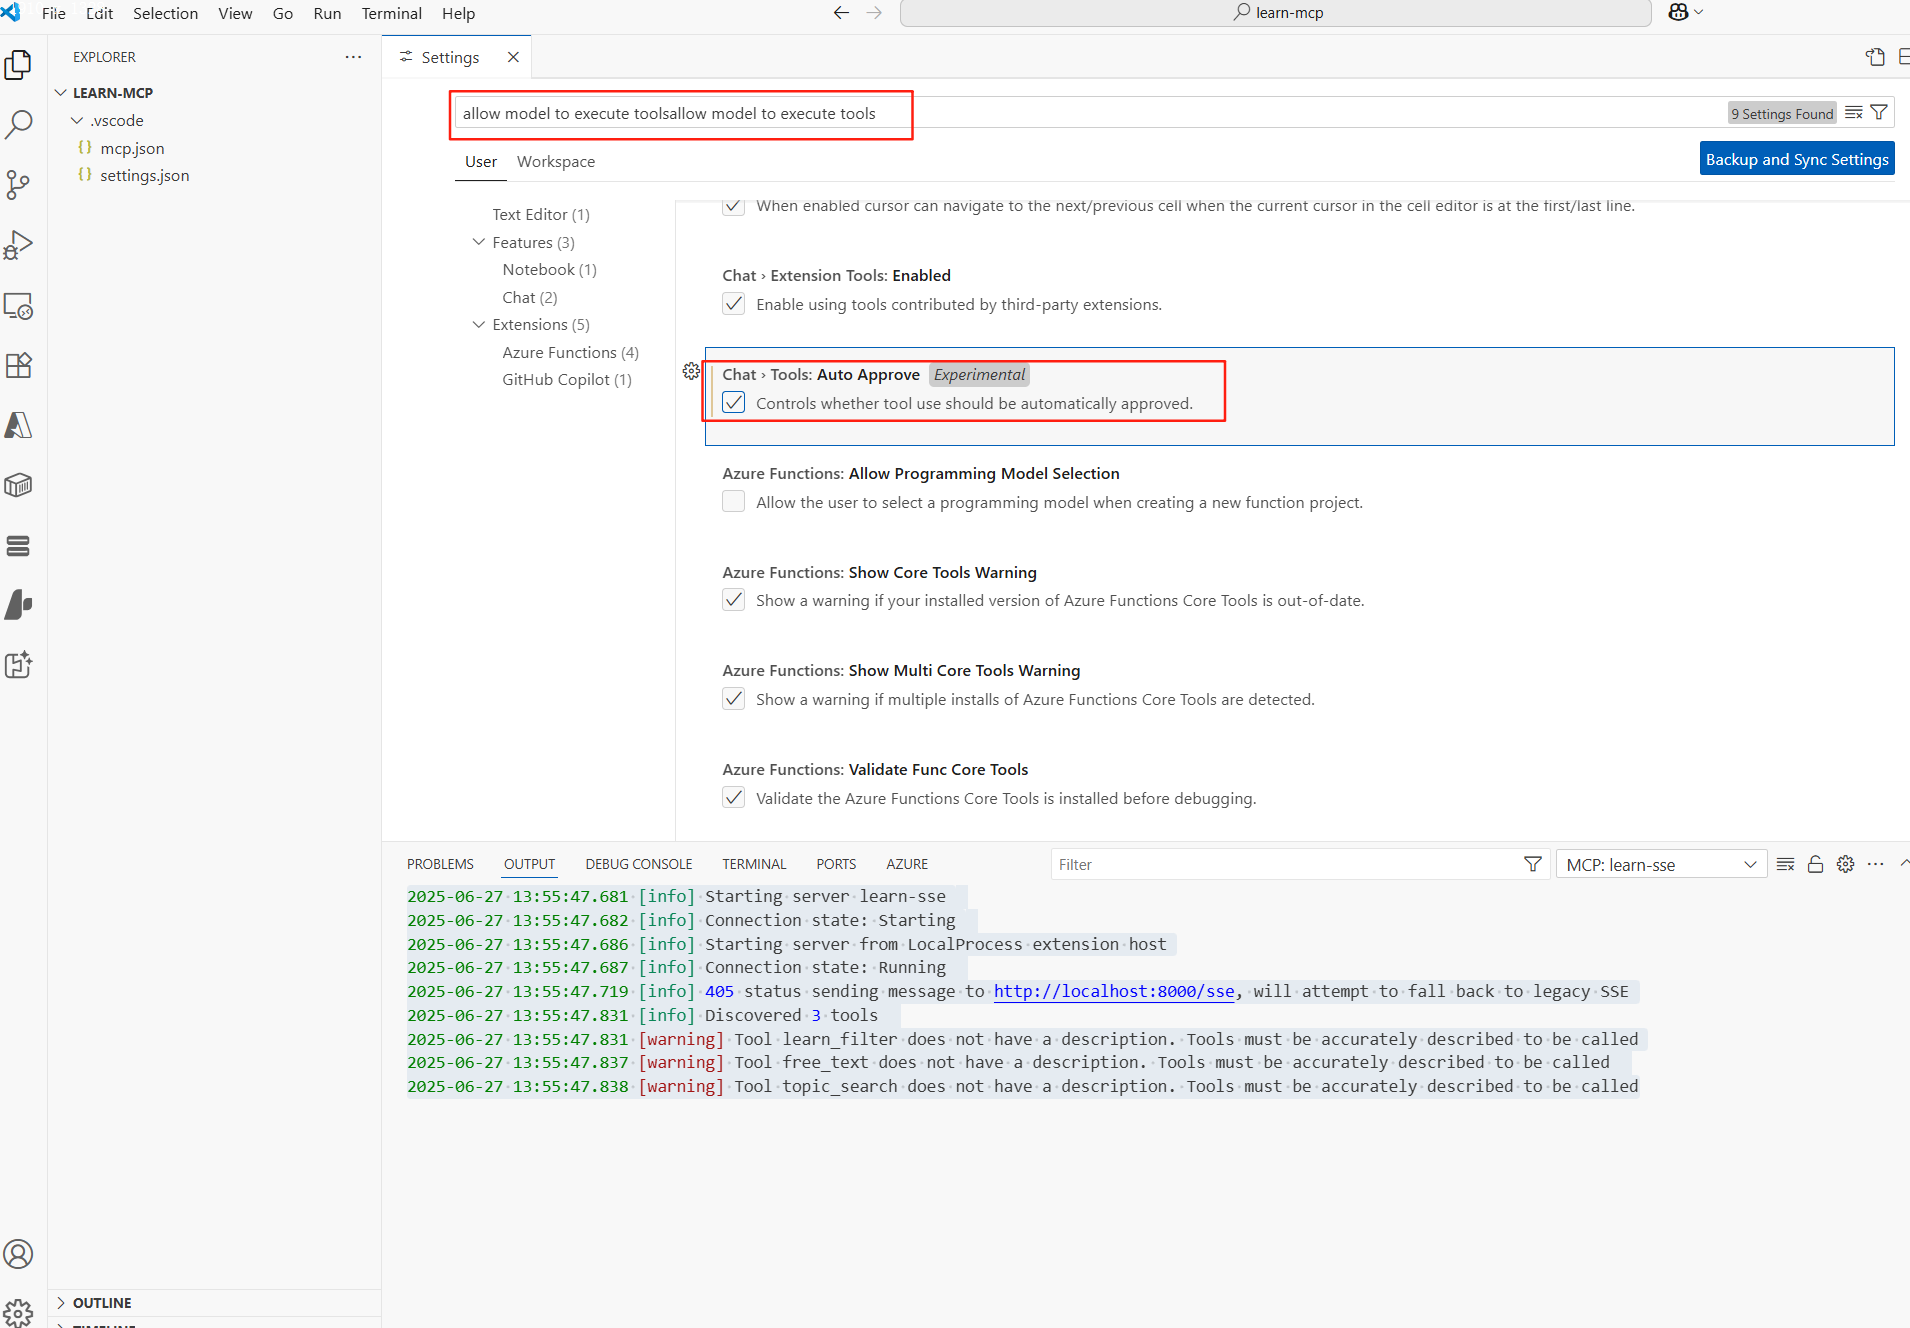 File Edit Selection View Go Run Terminal Help
learn-mcp
EXPLORER
LEARN-MCP
.vscode
{} mcp.json
{} settings.json
OUTLINE
Settings
allow model to execute toolsallow model to execute tools
9 Settings Found
User Workspace
Backup and Sync Settings
Text Editor (1)
Features (3)
Notebook (1)
Chat (2)
Extensions (5)
Azure Functions (4)
GitHub Copilot (1)
When enabled cursor can navigate to the next/previous cell when the current cursor in the cell editor is at the first/last line.
Chat › Extension Tools: Enabled
Enable using tools contributed by third-party extensions.
Chat › Tools: Auto Approve Experimental
Controls whether tool use should be automatically approved.
Azure Functions: Allow Programming Model Selection
Allow the user to select a programming model when creating a new function project.
Azure Functions: Show Core Tools Warning
Show a warning if your installed version of Azure Functions Core Tools is out-of-date.
Azure Functions: Show Multi Core Tools Warning
Show a warning if multiple installs of Azure Functions Core Tools are detected.
Azure Functions: Validate Func Core Tools
Validate the Azure Functions Core Tools is installed before debugging.
PROBLEMS OUTPUT DEBUG CONSOLE TERMINAL PORTS AZURE
Filter
MCP: learn-sse
2025-06-27 13:55:47.681 [info] Starting server learn-sse
2025-06-27 13:55:47.682 [info] Connection state: Starting
2025-06-27 13:55:47.686 [info] Starting server from LocalProcess extension host
2025-06-27 13:55:47.687 [info] Connection state: Running
2025-06-27 13:55:47.719 [info] 405 status sending message to http://localhost:8000/sse, will attempt to fall back to legacy SSE
2025-06-27 13:55:47.831 [info] Discovered 3 tools
2025-06-27 13:55:47.831 [warning] Tool learn_filter does not have a description. Tools must be accurately described to be called
2025-06-27 13:55:47.837 [warning] Tool free_text does not have a description. Tools must be accurately described to be called
2025-06-27 13:55:47.838 [warning] Tool topic_search does not have a description. Tools must be accurately described to be called